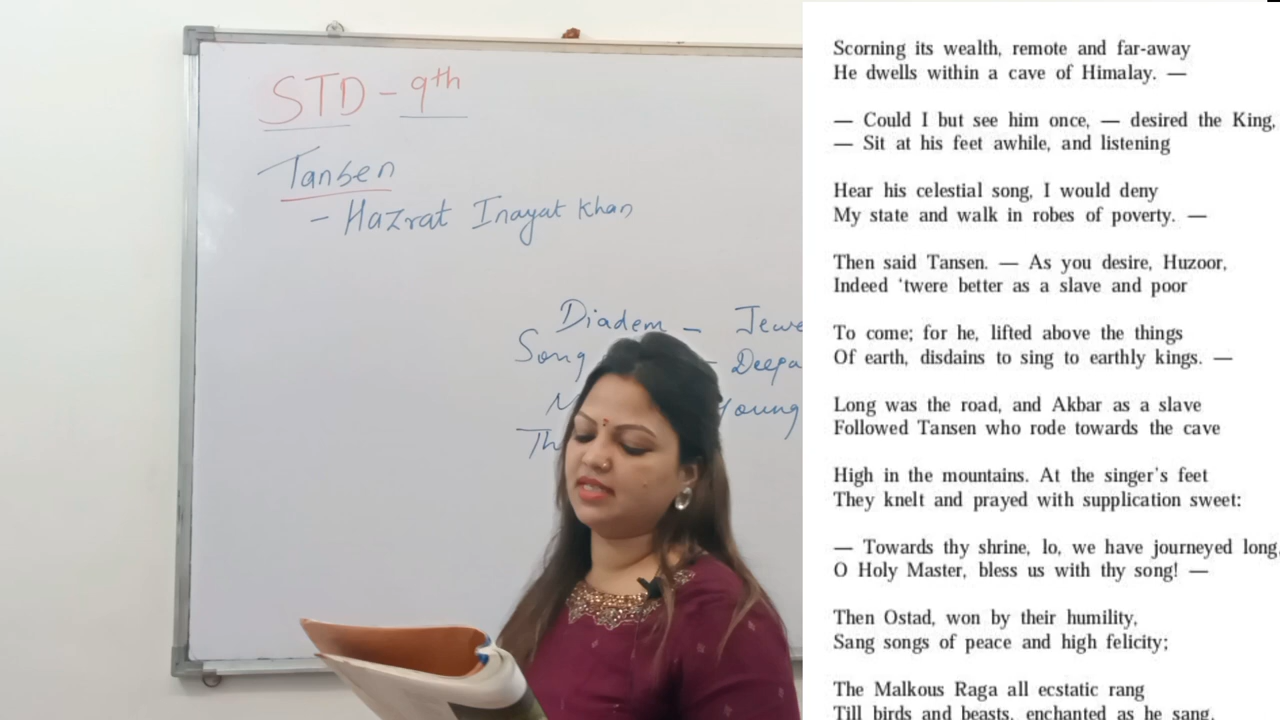 STD - 9th
Tansen
- Hazrat Inayat Khan
Diadem -
Song - 
Scorning its wealth, remote and far-away
He dwells within a cave of Himalay. —
— Could I but see him once, — desired the King,
— Sit at his feet awhile, and listening
Hear his celestial song, I would deny
My state and walk in robes of poverty. —
Then said Tansen. — As you desire, Huzoor,
Indeed ‘twere better as a slave and poor
To come; for he, lifted above the things
Of earth, disdains to sing to earthly kings. —
Long was the road, and Akbar as a slave
Followed Tansen who rode towards the cave
High in the mountains. At the singer's feet
They knelt and prayed with supplication sweet:
— Towards thy shrine, lo, we have journeyed long,
O Holy Master, bless us with thy song! —
Then Ostad, won by their humility,
Sang songs of peace and high felicity;
The Malkous Raga all ecstatic rang
Till birds and beasts, enchanted as he sang,